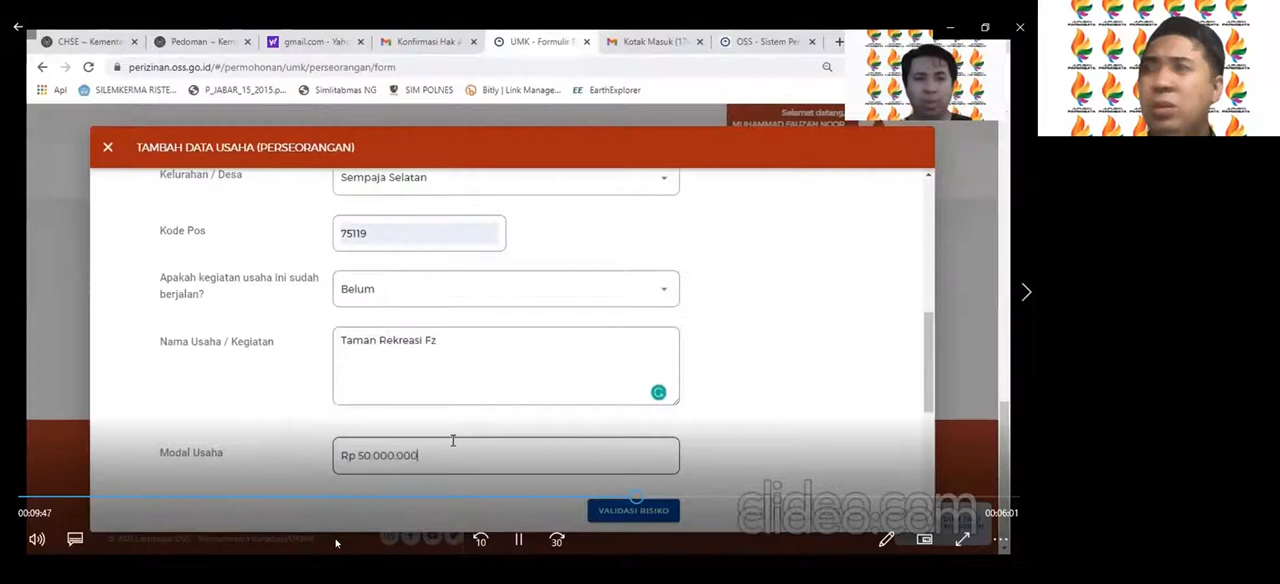 CHSE – Kemente
Pedoman – Kem
gmail.com - Yaho
Konfirmasi Hak A
UMK - Formulir
Kotak Masuk (17
OSS - Sistem Pe
perizinan.oss.go.id/#/permohonan/umk/perseorangan/form
Apl
SILEMKERMA RISTE...
P_JABAR_15_2015.p...
Simlitabmas NG
SIM POLNES
Bitly | Link Manage...
EarthExplorer
Selamat datang,
MUHAMMAD FAUZAN NOOR
TAMBAH DATA USAHA (PERSEORANGAN)
Kelurahan / Desa
Sempaja Selatan
Kode Pos
75119
Apakah kegiatan usaha ini sudah
berjalan?
Belum
Nama Usaha / Kegiatan
Taman Rekreasi Fz
Modal Usaha
Rp 50.000.000
VALIDASI RISIKO
clideo.com
00:09:47
00:06:01
10
30